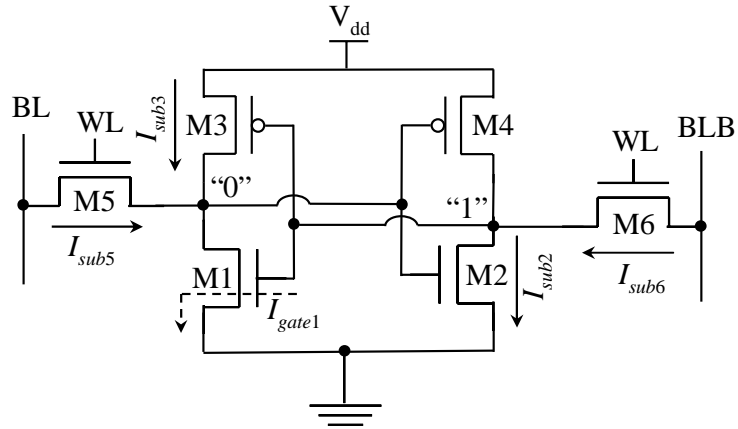 V_dd
I_sub3
BL
WL
M3
M4
WL
BLB
"0"
"1"
M5
M6
I_sub5
M1
M2
I_sub2
I_sub6
I_gate1